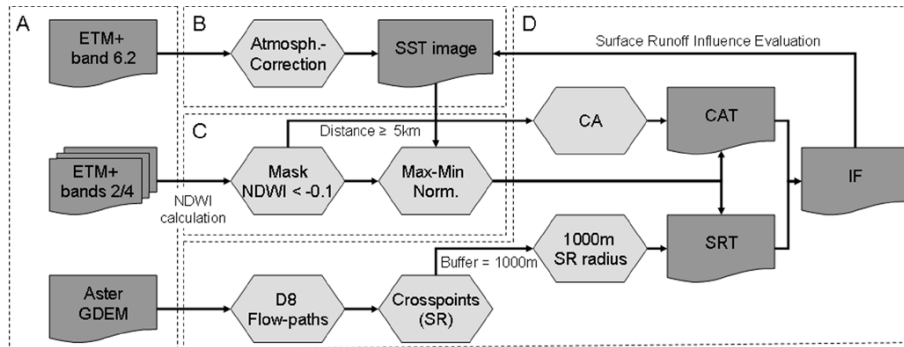 A
B
D
ETM+
band 6.2
Atmosph.-
Correction
SST image
Surface Runoff Influence Evaluation
C
Distance ≥ 5km
CA
CAT
ETM+
bands 2/4
NDWI
calculation
Mask
NDWI < -0.1
Max-Min
Norm.
IF
Buffer = 1000m
1000m
SR radius
SRT
Aster
GDEM
D8
Flow-paths
Crosspoints
(SR)